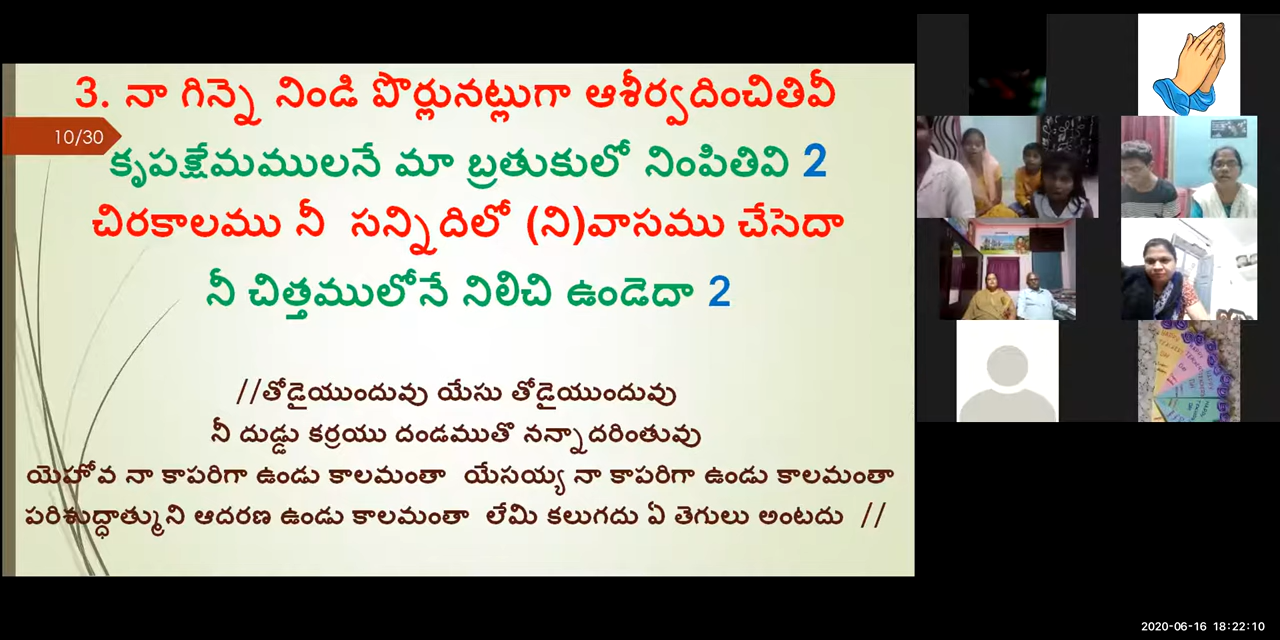 3. నా గిన్నె నిండి పొర్లునట్లుగా ఆశీర్వదించితివీ
10/30
కృపక్షేమములనే మా బ్రతుకులో నింపితివి 2
చిరకాలము నీ సన్నిదిలో (ని)వాసము చేసెదా
నీ చిత్తములోనే నిలిచి ఉండెదా 2
//తోడైయుందువు యేసు తోడైయుందువు
నీ దుడ్డు కర్రయు దండముతొ నన్నాదరింతువు
యెహోవ నా కాపరిగా ఉండు కాలమంతా యేసయ్య నా కాపరిగా ఉండు కాలమంతా
పరిశుద్ధాత్ముని ఆదరణ ఉండు కాలమంతా లేమి కలుగదు ఏ తెగులు అంటదు //
2020-06-16 18:22:10